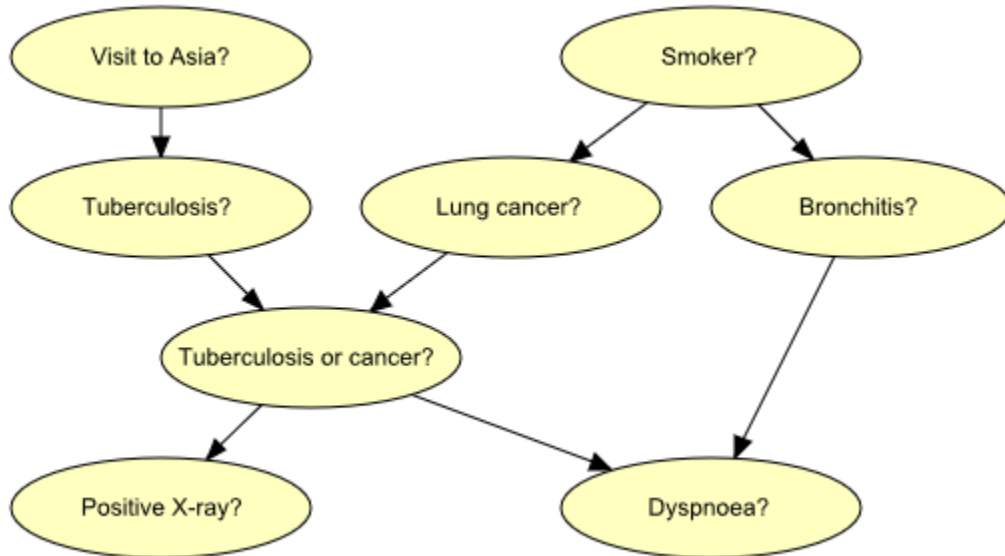 Visit to Asia?
Smoker?
Tuberculosis?
Lung cancer?
Bronchitis?
Tuberculosis or cancer?
Positive X-ray?
Dyspnoea?